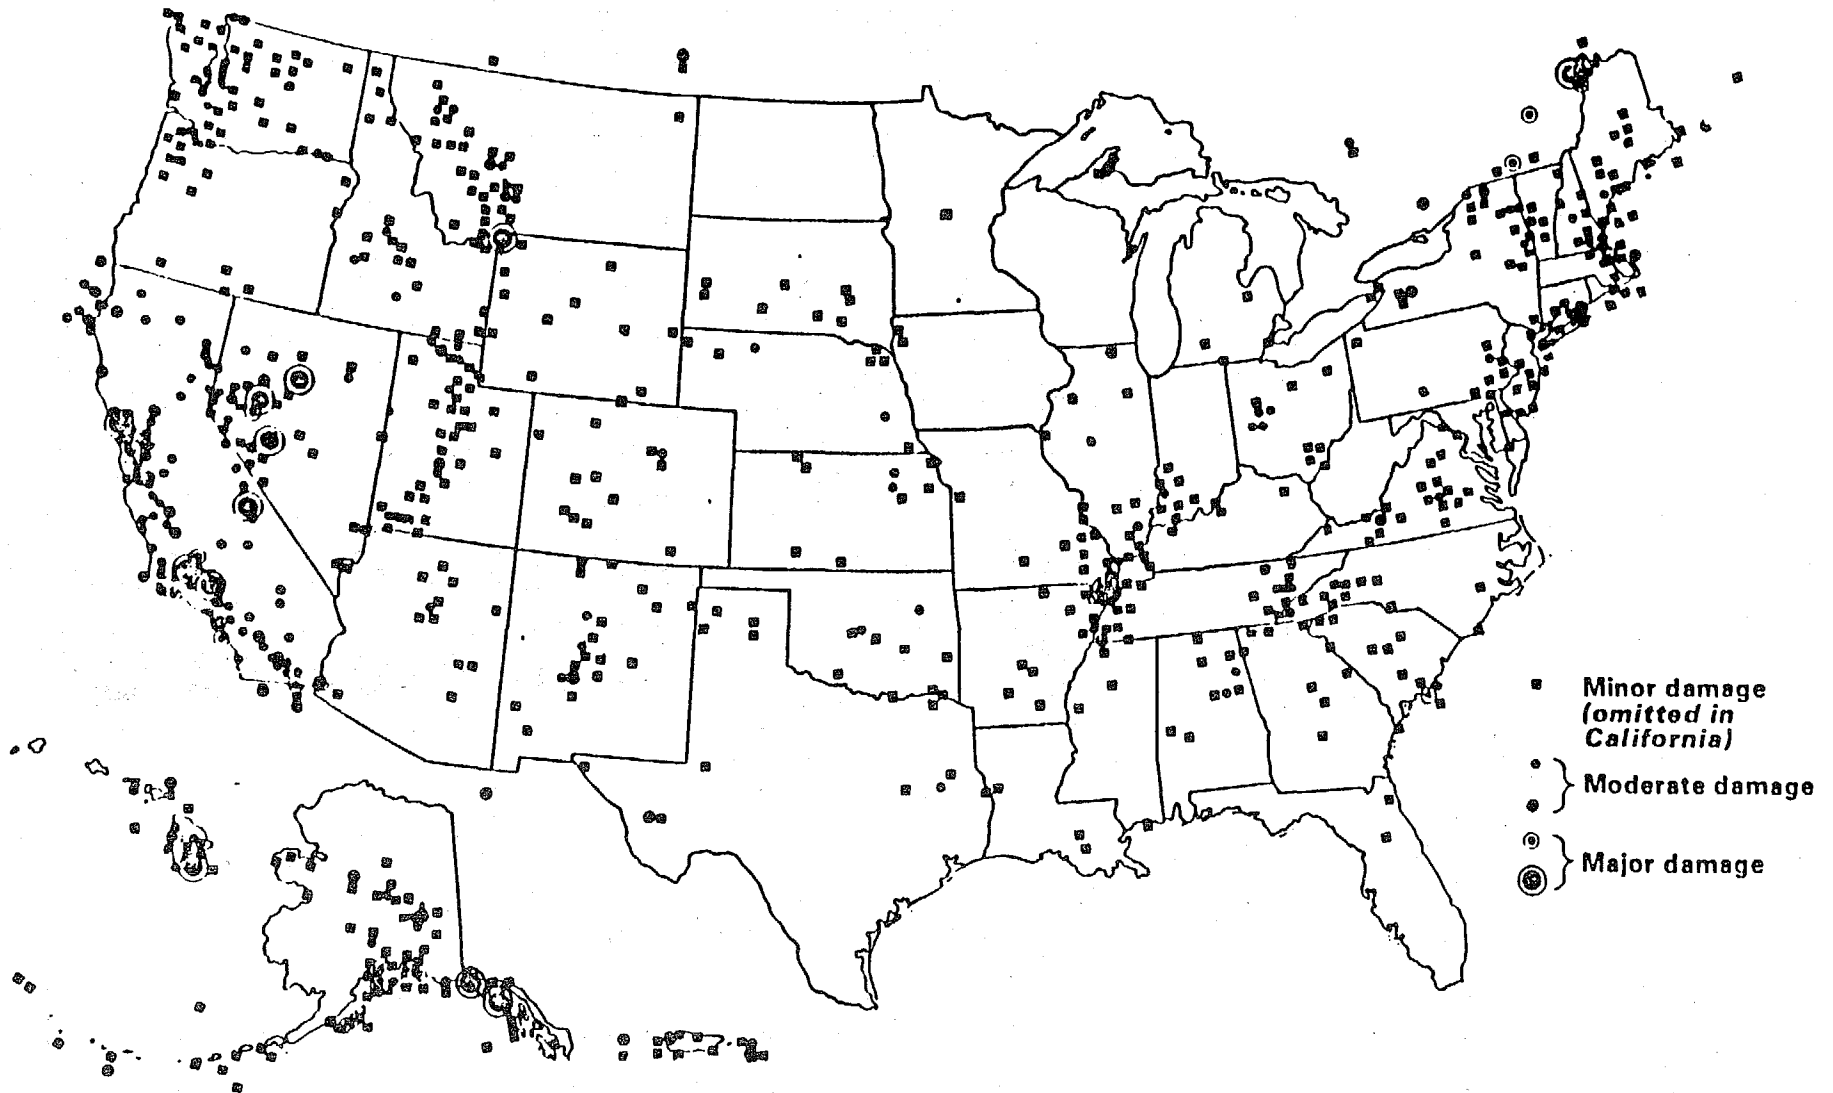 Minor damage
(omitted in
California)
Moderate damage
Major damage